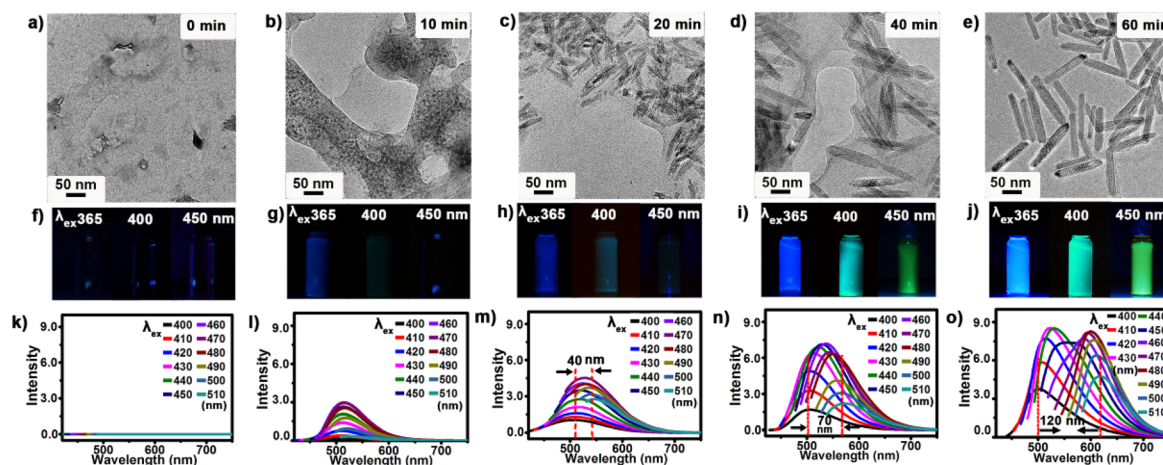 a)
0 min
50 nm
b)
10 min
50 nm
c)
20 min
50 nm
d)
40 min
50 nm
e)
60 min
50 nm
f)
λex365 400 450 nm
g)
λex365 400 450 nm
h)
λex365 400 450 nm
i)
λex365 400 450 nm
j)
λex365 400 450 nm
k)
Intensity
9.0
6.0
3.0
0.0
λex
400 460
410 470
420 480
430 490
440 500
450 510
(nm)
400 500 600 700
Wavelength (nm)
l)
Intensity
9.0
6.0
3.0
0.0
λex
400 460
410 470
420 480
430 490
440 500
450 510
(nm)
400 500 600 700
Wavelength (nm)
m)
Intensity
9.0
6.0
3.0
0.0
40 nm
λex
400 460
410 470
420 480
430 490
440 500
450 510
(nm)
500 600 700
Wavelength (nm)
n)
Intensity
9.0
6.0
3.0
0.0
λex
400 460
410 470
420 480
430 490
440 500
450 510
(nm)
70
nm
500 600 700
Wavelength (nm)
o)
Intensity
9.0
6.0
3.0
0.0
λex
400 440
410 450
420 460
430 470
(nm) 480
490
500
510
120 nm
500 600 700
Wavelength (nm)